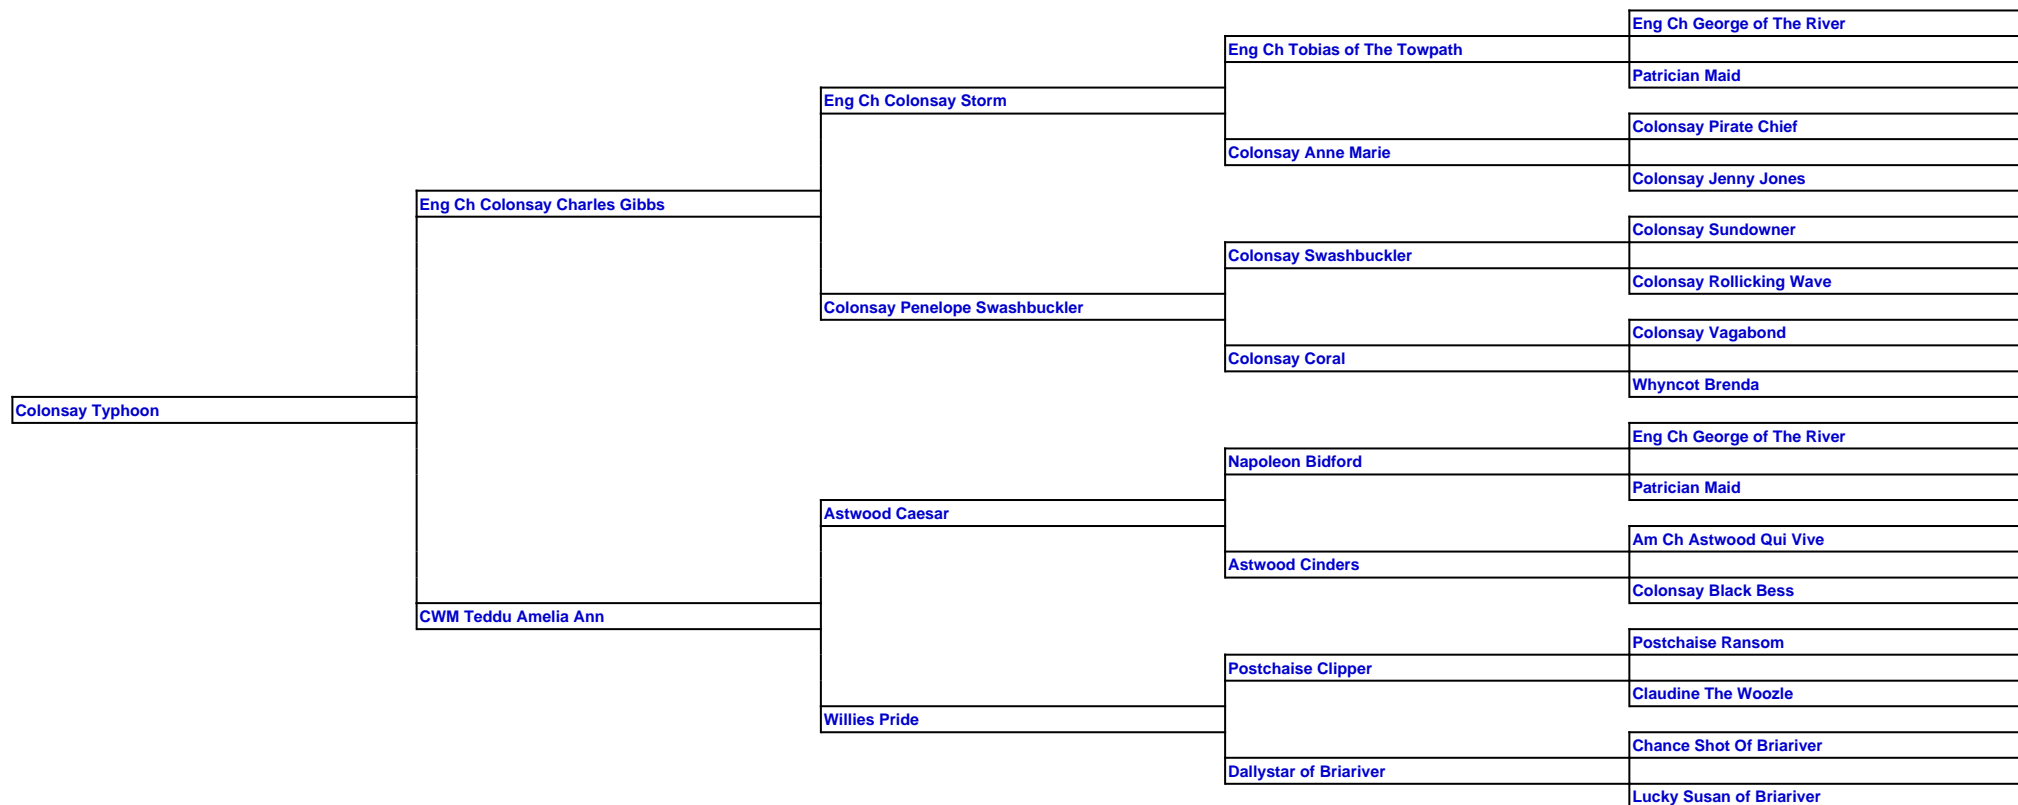 Eng Ch George of The River
Eng Ch Tobias of The Towpath
Patrician Maid
Eng Ch Colonsay Storm
Colonsay Pirate Chief
Colonsay Anne Marie
Colonsay Jenny Jones
Eng Ch Colonsay Charles Gibbs
Colonsay Sundowner
Colonsay Swashbuckler
Colonsay Rollicking Wave
Colonsay Penelope Swashbuckler
Colonsay Vagabond
Colonsay Coral
Whyncot Brenda
Colonsay Typhoon
Eng Ch George of The River
Napoleon Bidford
Patrician Maid
Astwood Caesar
Am Ch Astwood Qui Vive
Astwood Cinders
Colonsay Black Bess
CWM Teddu Amelia Ann
Postchaise Ransom
Postchaise Clipper
Claudine The Woozle
Willies Pride
Chance Shot Of Briariver
Dallystar of Briariver
Lucky Susan of Briariver